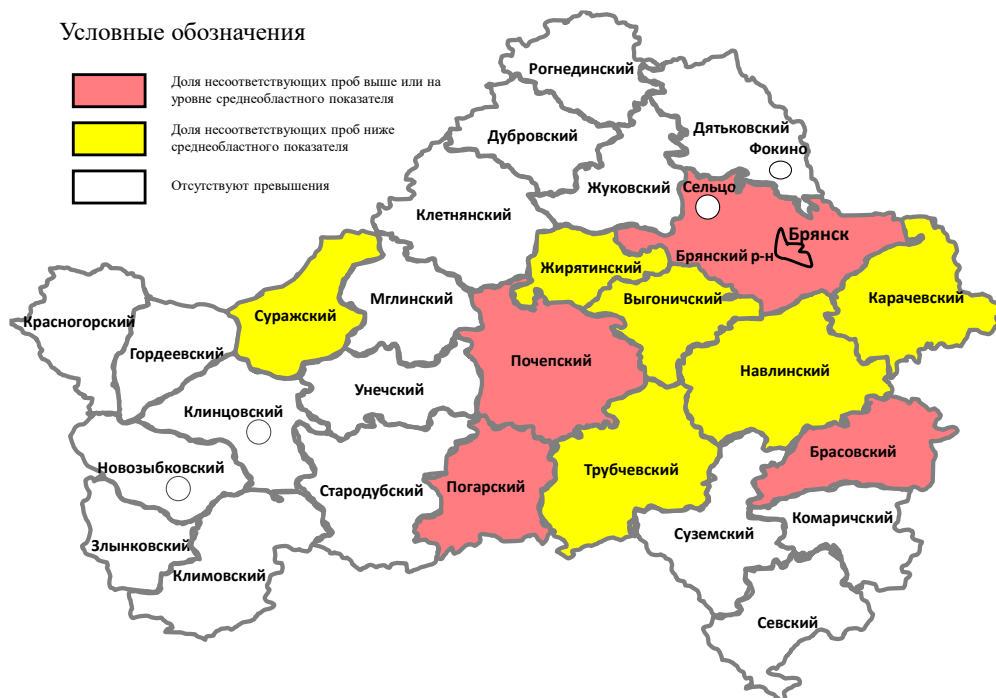 Условные обозначения
Доля несоответствующих проб выше или на
уровне среднеобластного показателя
Доля несоответствующих проб ниже
среднеобластного показателя
Отсутствуют превышения
Рогнединский
Дубровский
Дятьковский
Фокино
Жуковский
Сельцо
Клетнянский
Брянск
Брянский р-н
Жирятинский
Выгоничский
Карачевский
Мглинский
Суражский
Красногорский
Гордеевский
Почепский
Навлинский
Унечский
Клинцовский
Брасовский
Новозыбковский
Трубчевский
Погарский
Стародубский
Комаричский
Суземский
Злынковский
Климовский
Севский